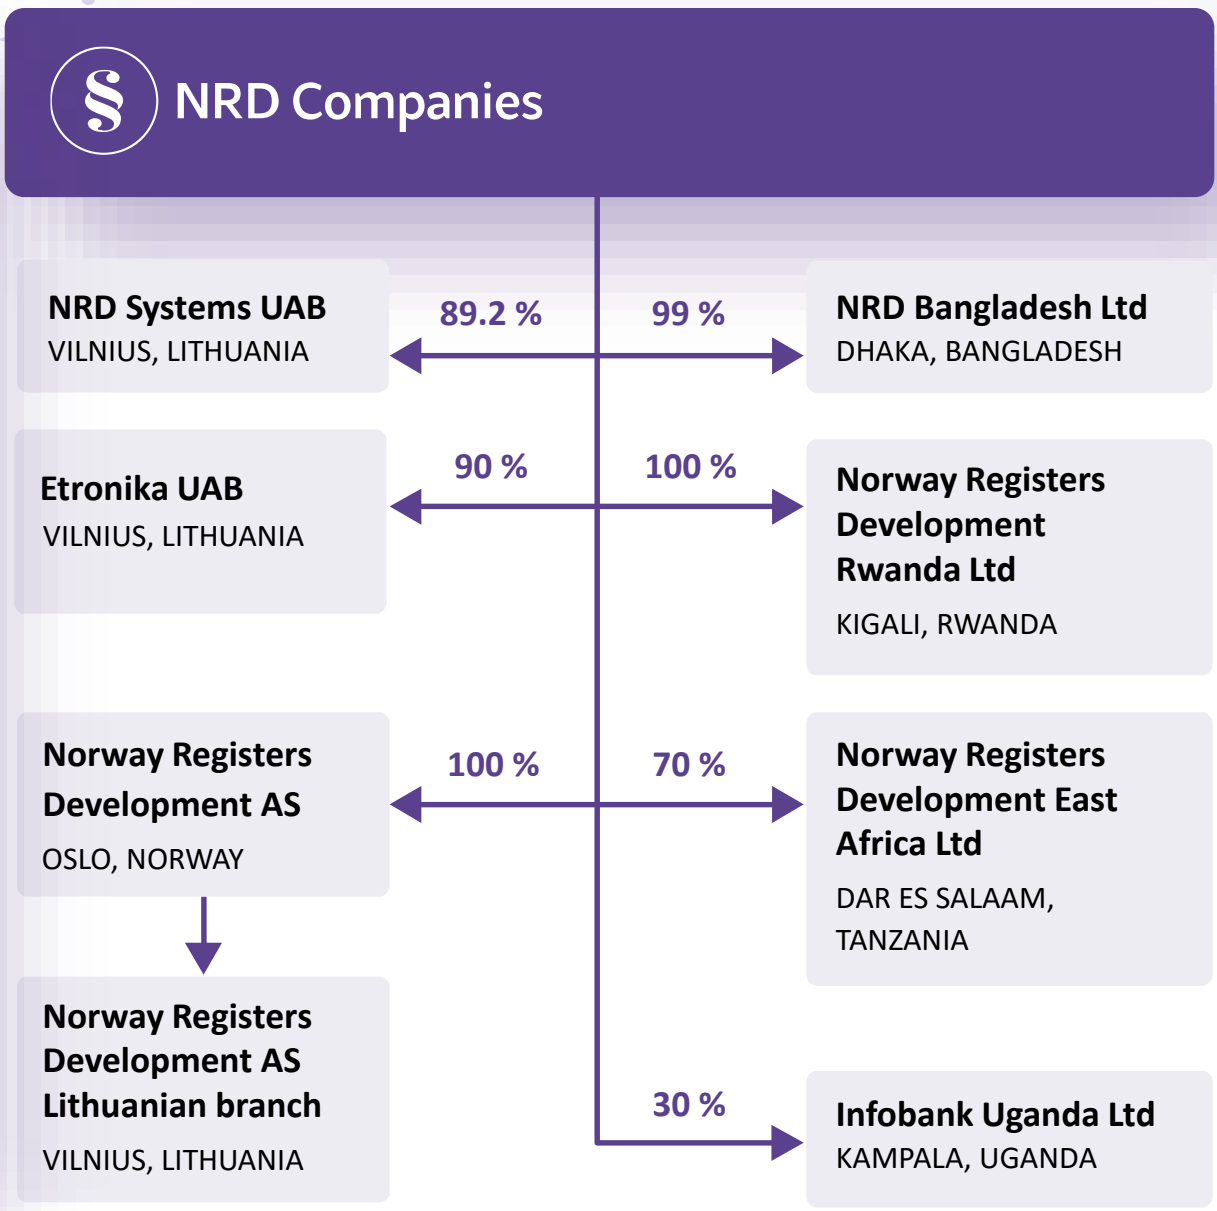 § NRD Companies
NRD Systems UAB
VILNIUS, LITHUANIA
89.2 %
99 %
NRD Bangladesh Ltd
DHAKA, BANGLADESH
Etronika UAB
VILNIUS, LITHUANIA
90 %
100 %
Norway Registers
Development
Rwanda Ltd
KIGALI, RWANDA
Norway Registers
Development AS
OSLO, NORWAY
100 %
70 %
Norway Registers
Development East
Africa Ltd
DAR ES SALAAM,
TANZANIA
Norway Registers
Development AS
Lithuanian branch
VILNIUS, LITHUANIA
30 %
Infobank Uganda Ltd
KAMPALA, UGANDA